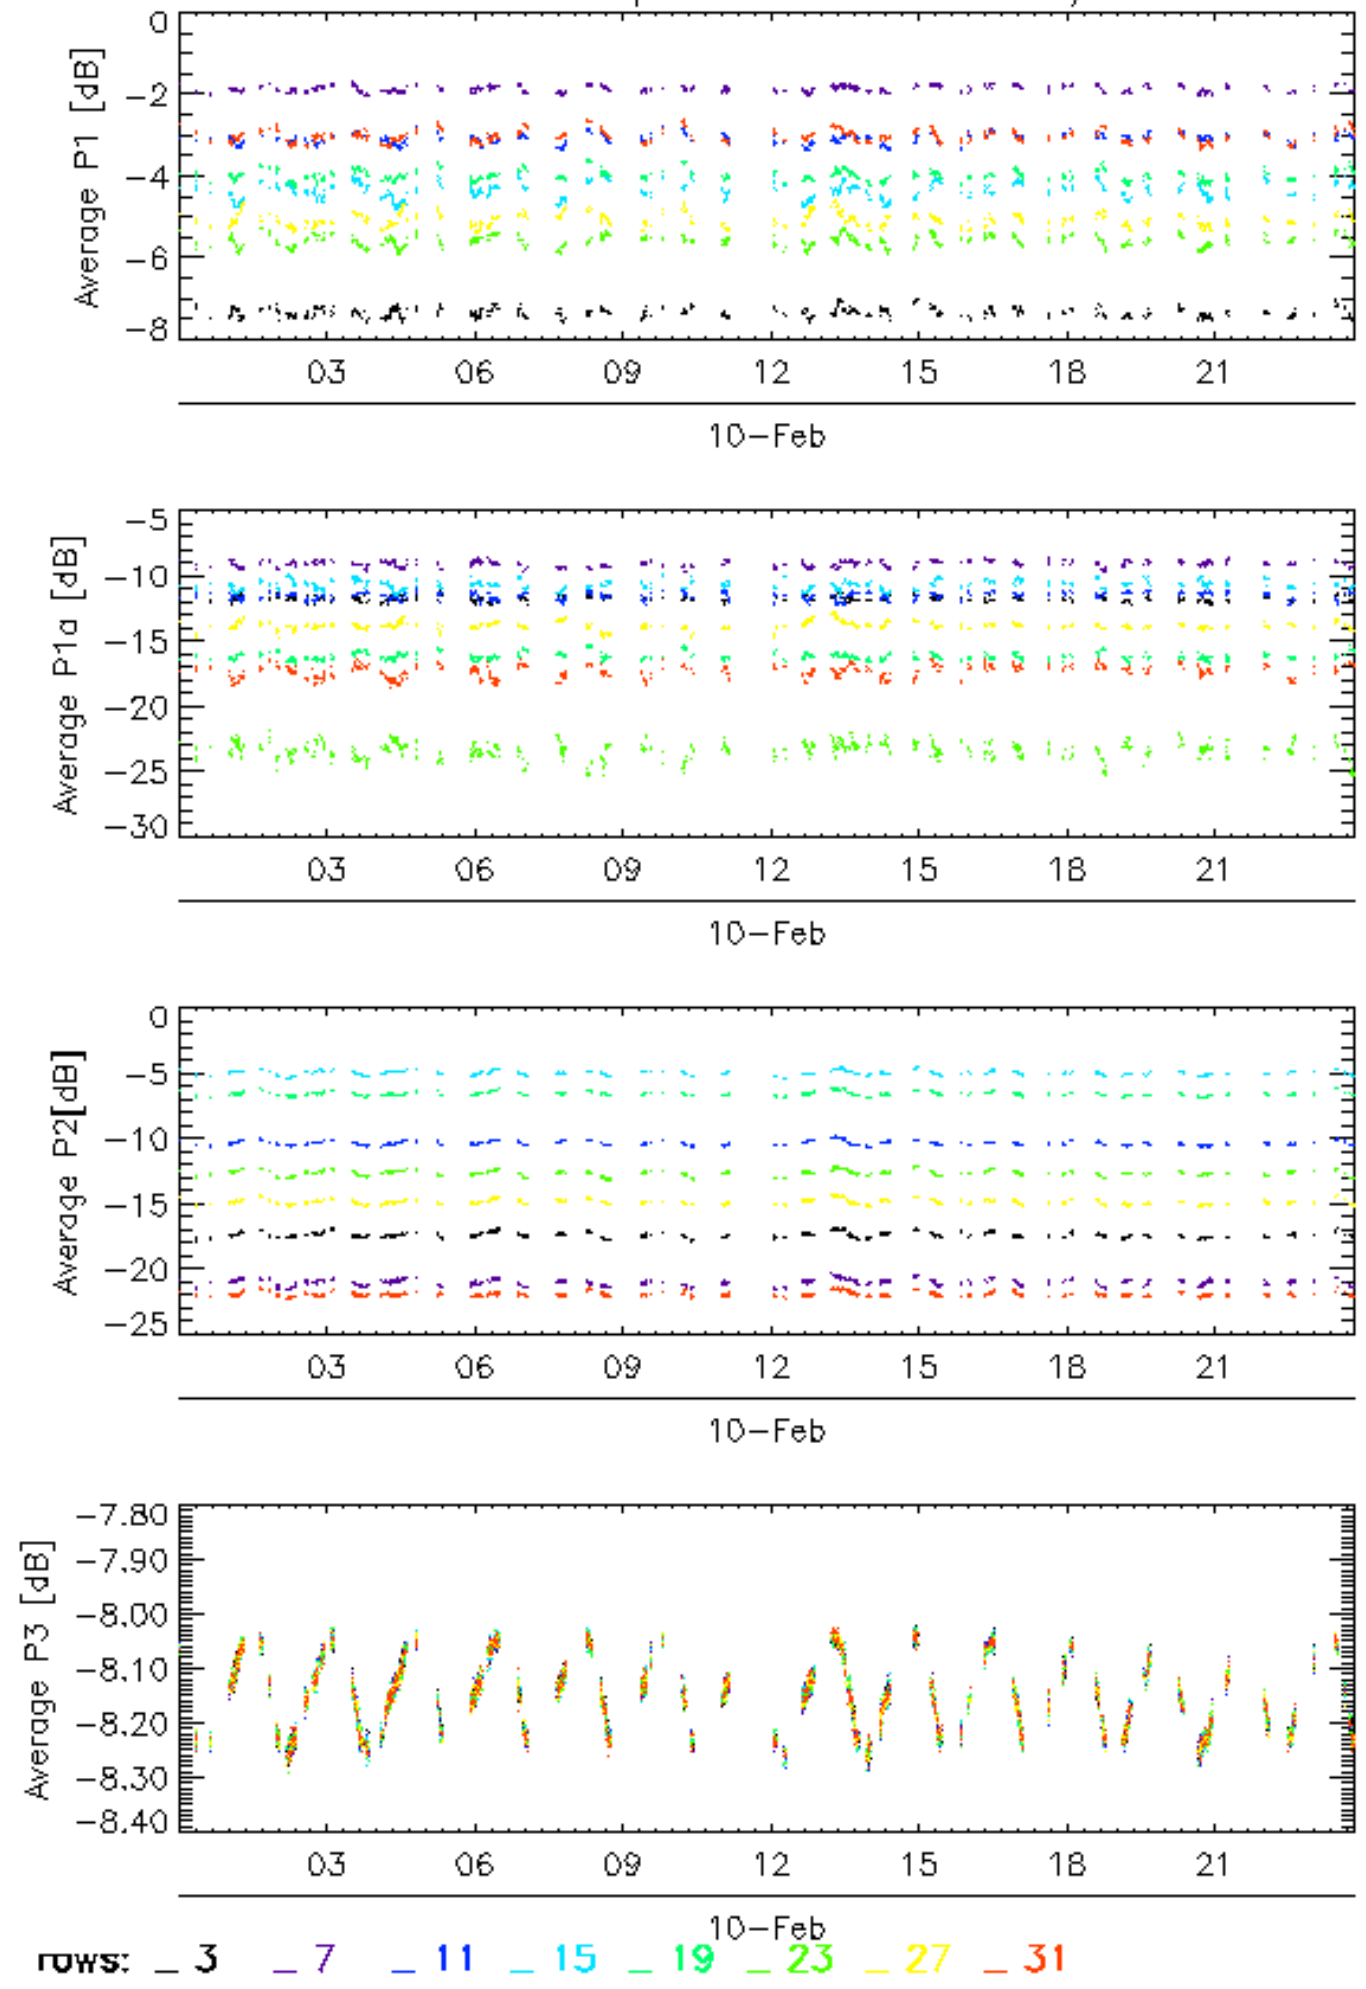 0
-2
-4
-6
-8
Average P1 [dB]
03 06 09 12 15 18 21
10-Feb
-5
-10
-15
-20
-25
-30
Average P1a [dB]
03 06 09 12 15 18 21
10-Feb
0
-5
-10
-15
-20
-25
Average P2[dB]
03 06 09 12 15 18 21
10-Feb
-7.80
-7.90
-8.00
-8.10
-8.20
-8.30
-8.40
Average P3 [dB]
03 06 09 12 15 18 21
10-Feb
rows: _ 3 _ 7 _ 11 _ 15 _ 19 _ 23 _ 27 _ 31